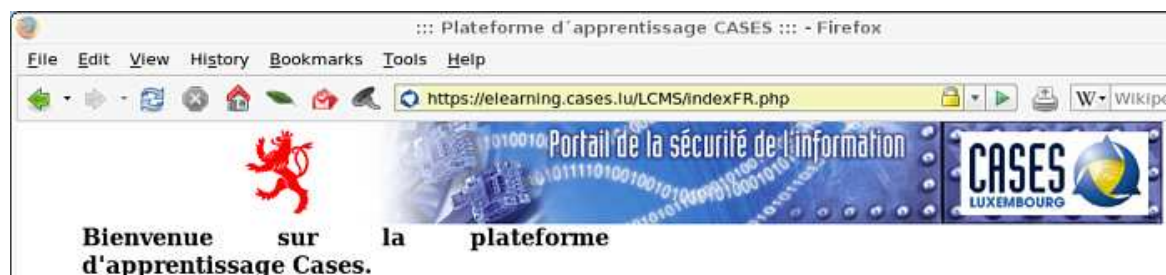 ::: Plateforme d´apprentissage CASES ::: - Firefox
File Edit View History Bookmarks Tools Help
https://elearning.cases.lu/LCMS/indexFR.php
W Wikipe
Portail de la sécurité de l'information
CASES
LUXEMBOURG
Bienvenue sur la plateforme
d'apprentissage Cases.